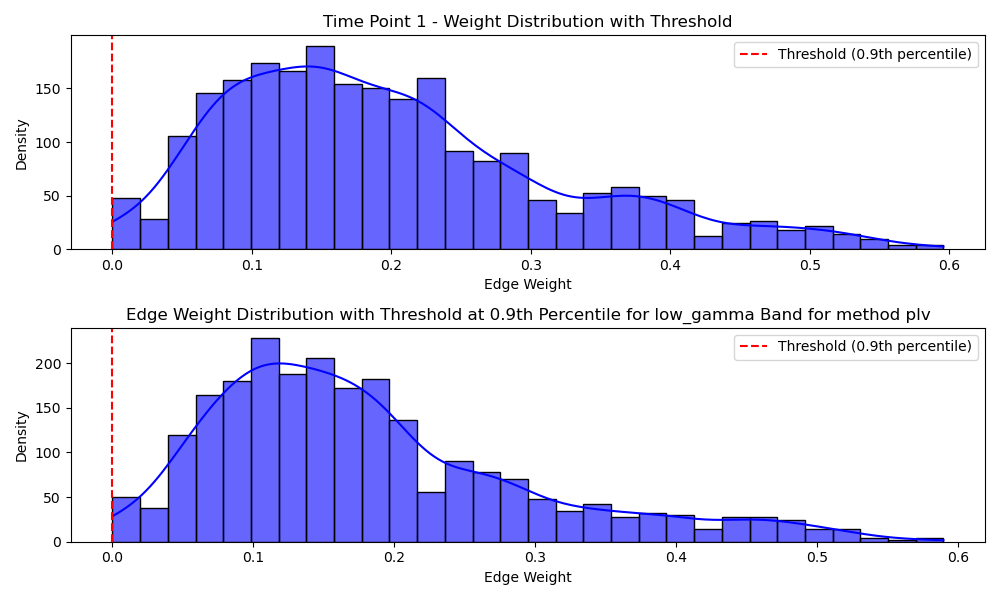 Time Point 1 - Weight Distribution with Threshold
Threshold (0.9th percentile)
Density
150
100
50
0
0.0 0.1 0.2 0.3 0.4 0.5 0.6
Edge Weight
Edge Weight Distribution with Threshold at 0.9th Percentile for low_gamma Band for method plv
Threshold (0.9th percentile)
Density
200
150
100
50
0
0.0 0.1 0.2 0.3 0.4 0.5 0.6
Edge Weight